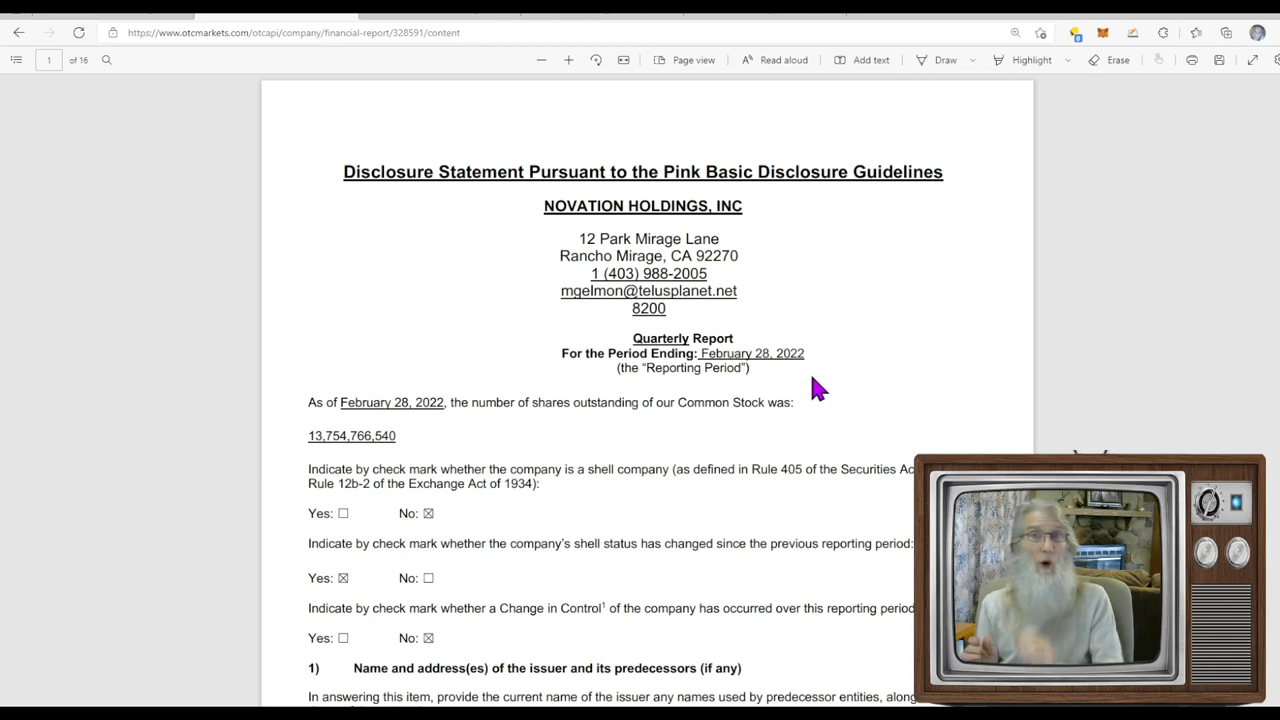 https://www.otcmarkets.com/otcapi/company/financial-report/328591/content
1 of 16 Page view Read aloud Add text Draw Highlight Erase
Disclosure Statement Pursuant to the Pink Basic Disclosure Guidelines
NOVATION HOLDINGS, INC
12 Park Mirage Lane
Rancho Mirage, CA 92270
1 (403) 988-2005
mgelmon@telusplanet.net
8200
Quarterly Report
For the Period Ending: February 28, 2022
(the “Reporting Period”)
As of February 28, 2022, the number of shares outstanding of our Common Stock was:
13,754,766,540
Indicate by check mark whether the company is a shell company (as defined in Rule 405 of the Securities Ac
Rule 12b-2 of the Exchange Act of 1934):
Yes: ☐ No: ☒
Indicate by check mark whether the company’s shell status has changed since the previous reporting period:
Yes: ☒ No: ☐
Indicate by check mark whether a Change in Control1 of the company has occurred over this reporting period
Yes: ☐ No: ☒
1) Name and address(es) of the issuer and its predecessors (if any)
In answering this item, provide the current name of the issuer any names used by predecessor entities, along